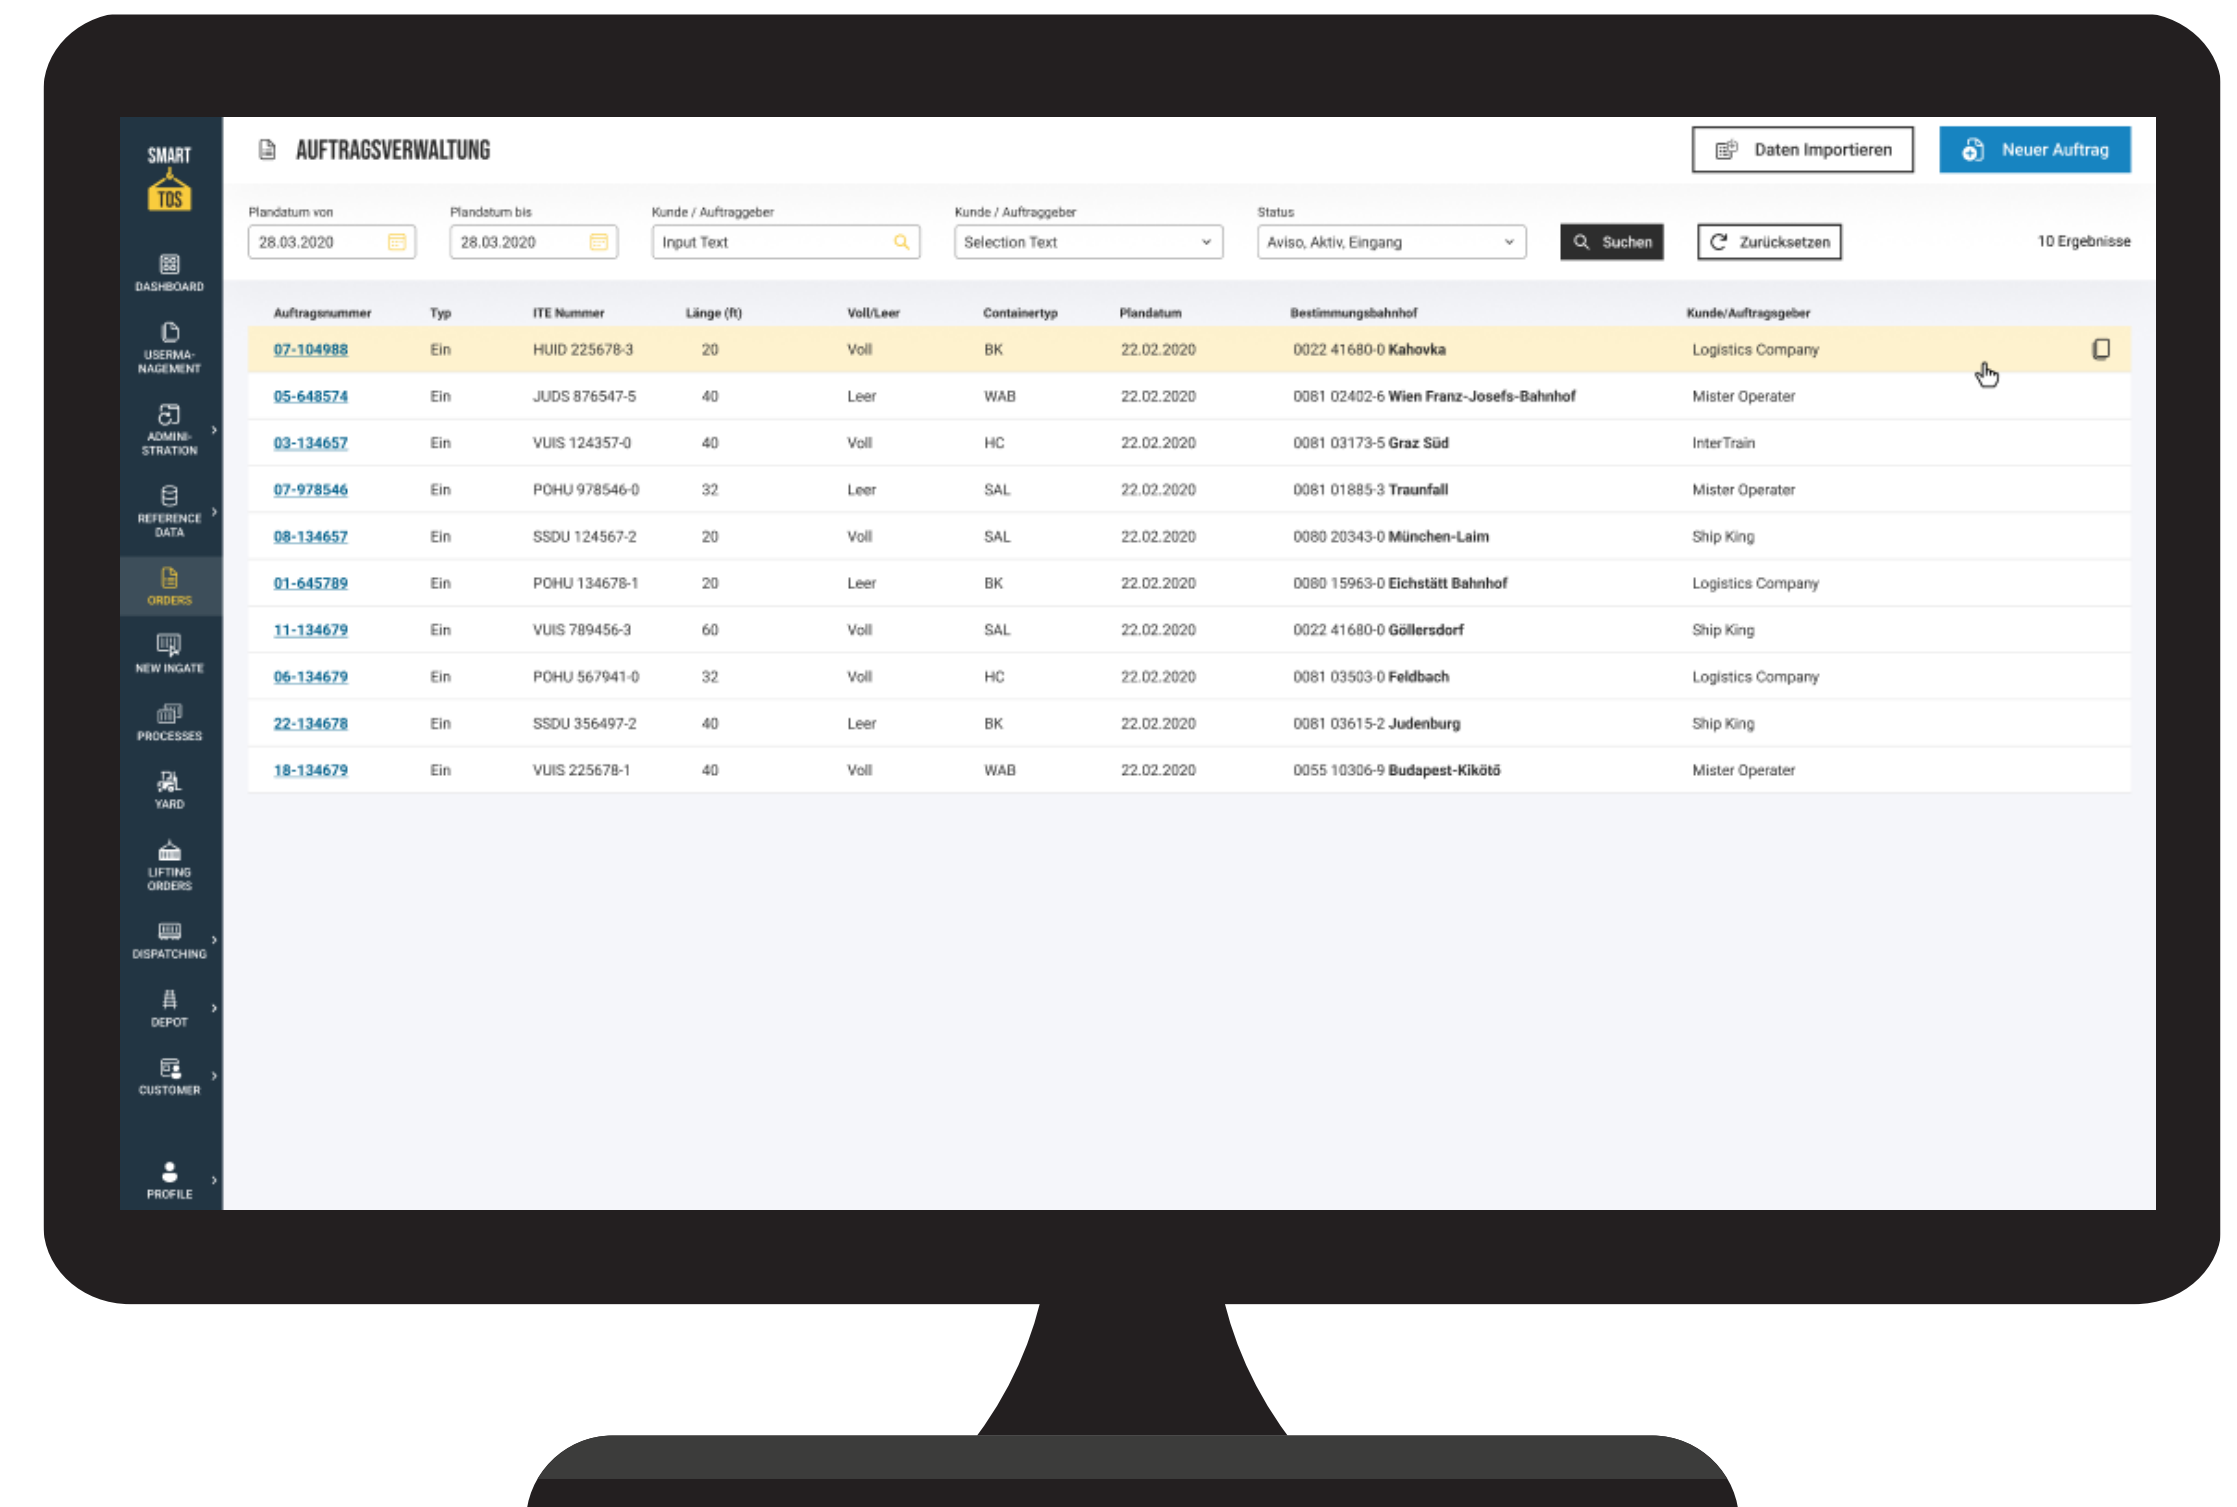 SMART
TOS
DASHBOARD
USERMA-
NAGEMENT
ADMINI-
STRATION
REFERENCE
DATA
ORDERS
NEW INGATE
PROCESSES
YARD
LIFTING
ORDERS
DISPATCHING
DEPOT
CUSTOMER
PROFILE
AUFTRAGSVERWALTUNG
Daten Importieren
Neuer Auftrag
Plandatum von
Plandatum bis
Kunde / Auftraggeber
Kunde / Auftraggeber
Status
28.03.2020
28.03.2020
Input Text
Selection Text
Aviso, Aktiv, Eingang
Suchen
Zurücksetzen
10 Ergebnisse
Auftragsnummer Typ ITE Nummer Länge (ft) Voll/Leer Containertyp Plandatum Bestimmungsbahnhof Kunde/Auftragsgeber
07-104988 Ein HUID 225678-3 20 Voll BK 22.02.2020 0022 41680-0 Kahovka Logistics Company
05-648574 Ein JUDS 876547-5 40 Leer WAB 22.02.2020 0081 02402-6 Wien Franz-Josefs-Bahnhof Mister Operater
03-134657 Ein VUIS 124357-0 40 Voll HC 22.02.2020 0081 03173-5 Graz Süd InterTrain
07-978546 Ein POHU 978546-0 32 Leer SAL 22.02.2020 0081 01885-3 Traunfall Mister Operater
08-134657 Ein SSDU 124567-2 20 Voll SAL 22.02.2020 0080 20343-0 München-Laim Ship King
01-645789 Ein POHU 134678-1 20 Leer BK 22.02.2020 0080 15963-0 Eichstätt Bahnhof Logistics Company
11-134679 Ein VUIS 789456-3 60 Voll SAL 22.02.2020 0022 41680-0 Göllersdorf Ship King
06-134679 Ein POHU 567941-0 32 Voll HC 22.02.2020 0081 03503-0 Feldbach Logistics Company
22-134678 Ein SSDU 356497-2 40 Leer BK 22.02.2020 0081 03615-2 Judenburg Ship King
18-134679 Ein VUIS 225678-1 40 Voll WAB 22.02.2020 0055 10306-9 Budapest-Kikötő Mister Operater